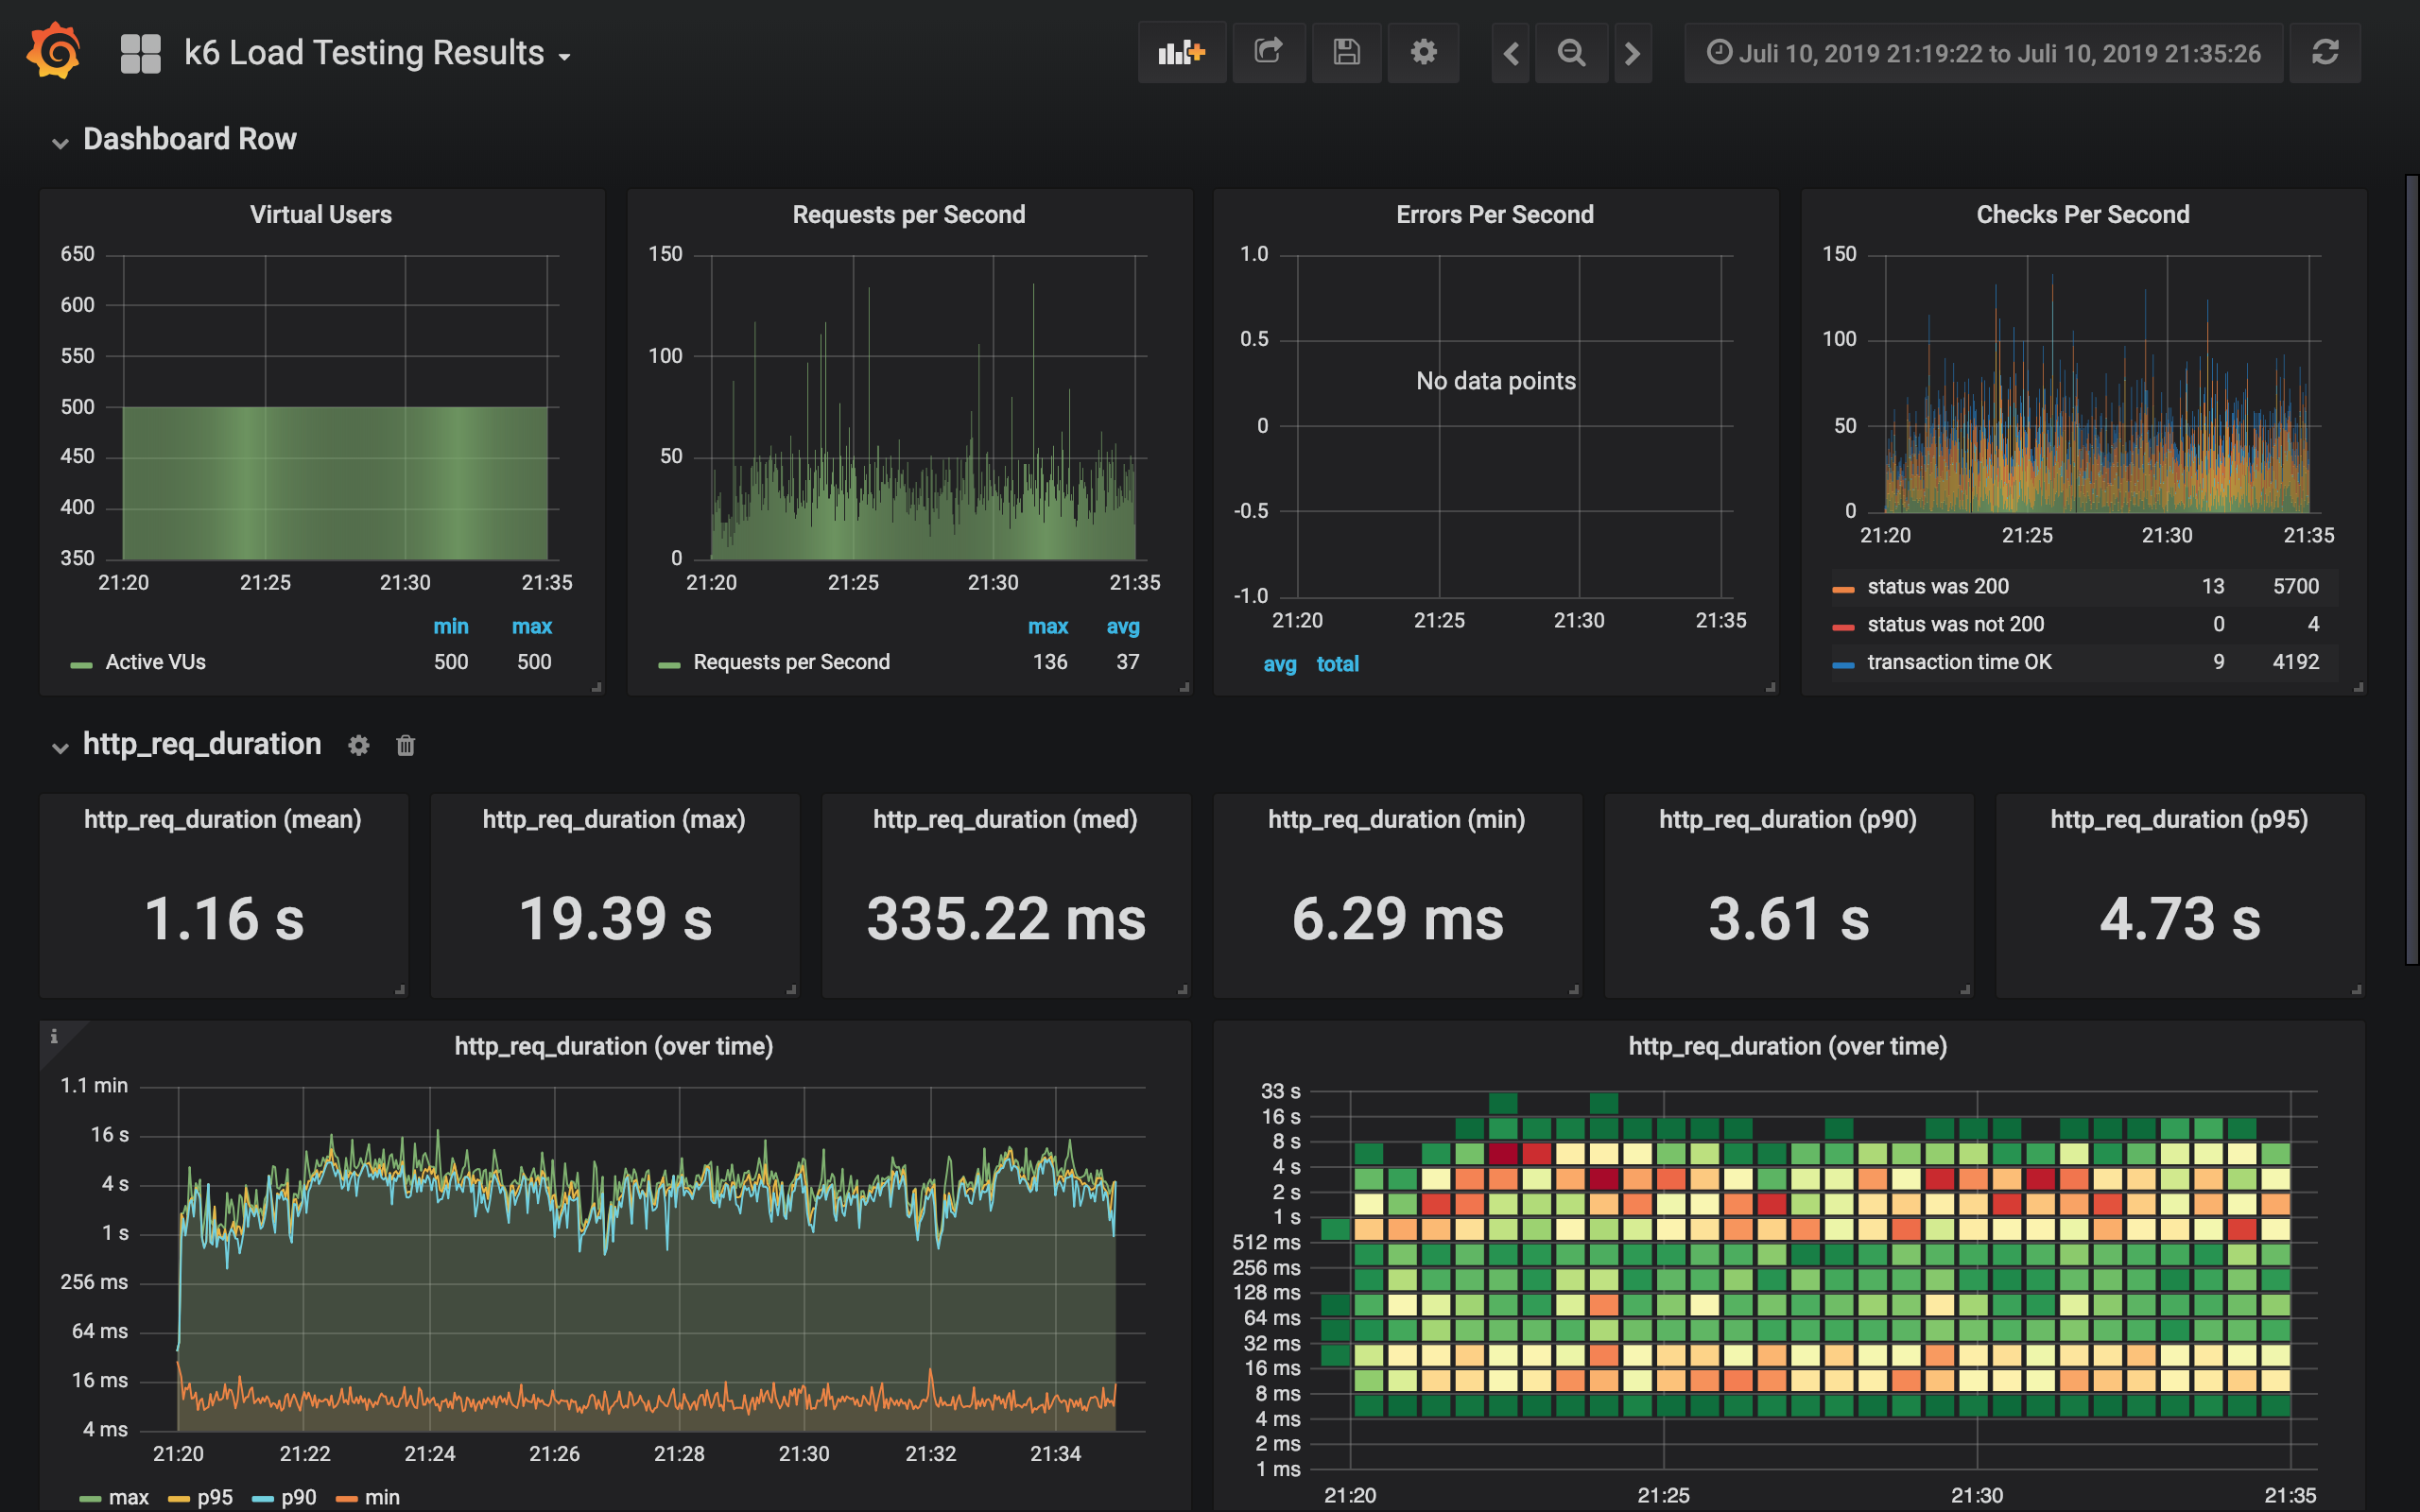 k6 Load Testing Results
Juli 10, 2019 21:19:22 to Juli 10, 2019 21:35:26
Dashboard Row
Virtual Users
650
600
550
500
450
400
350
21:20 21:25 21:30 21:35
min max
Active VUs 500 500
Requests per Second
150
100
50
0
21:20 21:25 21:30 21:35
max avg
Requests per Second 136 37
Errors Per Second
1.0
0.5
0
-0.5
-1.0
No data points
21:20 21:25 21:30 21:35
avg total
Checks Per Second
150
100
50
0
21:20 21:25 21:30 21:35
status was 200 13 5700
status was not 200 0 4
transaction time OK 9 4192
http_req_duration
http_req_duration (mean)
1.16 s
http_req_duration (max)
19.39 s
http_req_duration (med)
335.22 ms
http_req_duration (min)
6.29 ms
http_req_duration (p90)
3.61 s
http_req_duration (p95)
4.73 s
i
http_req_duration (over time)
1.1 min
16 s
4 s
1 s
256 ms
64 ms
16 ms
4 ms
21:20 21:22 21:24 21:26 21:28 21:30 21:32 21:34
max p95 p90 min
http_req_duration (over time)
33 s
16 s
8 s
4 s
2 s
1 s
512 ms
256 ms
128 ms
64 ms
32 ms
16 ms
8 ms
4 ms
2 ms
1 ms
21:20 21:25 21:30 21:35